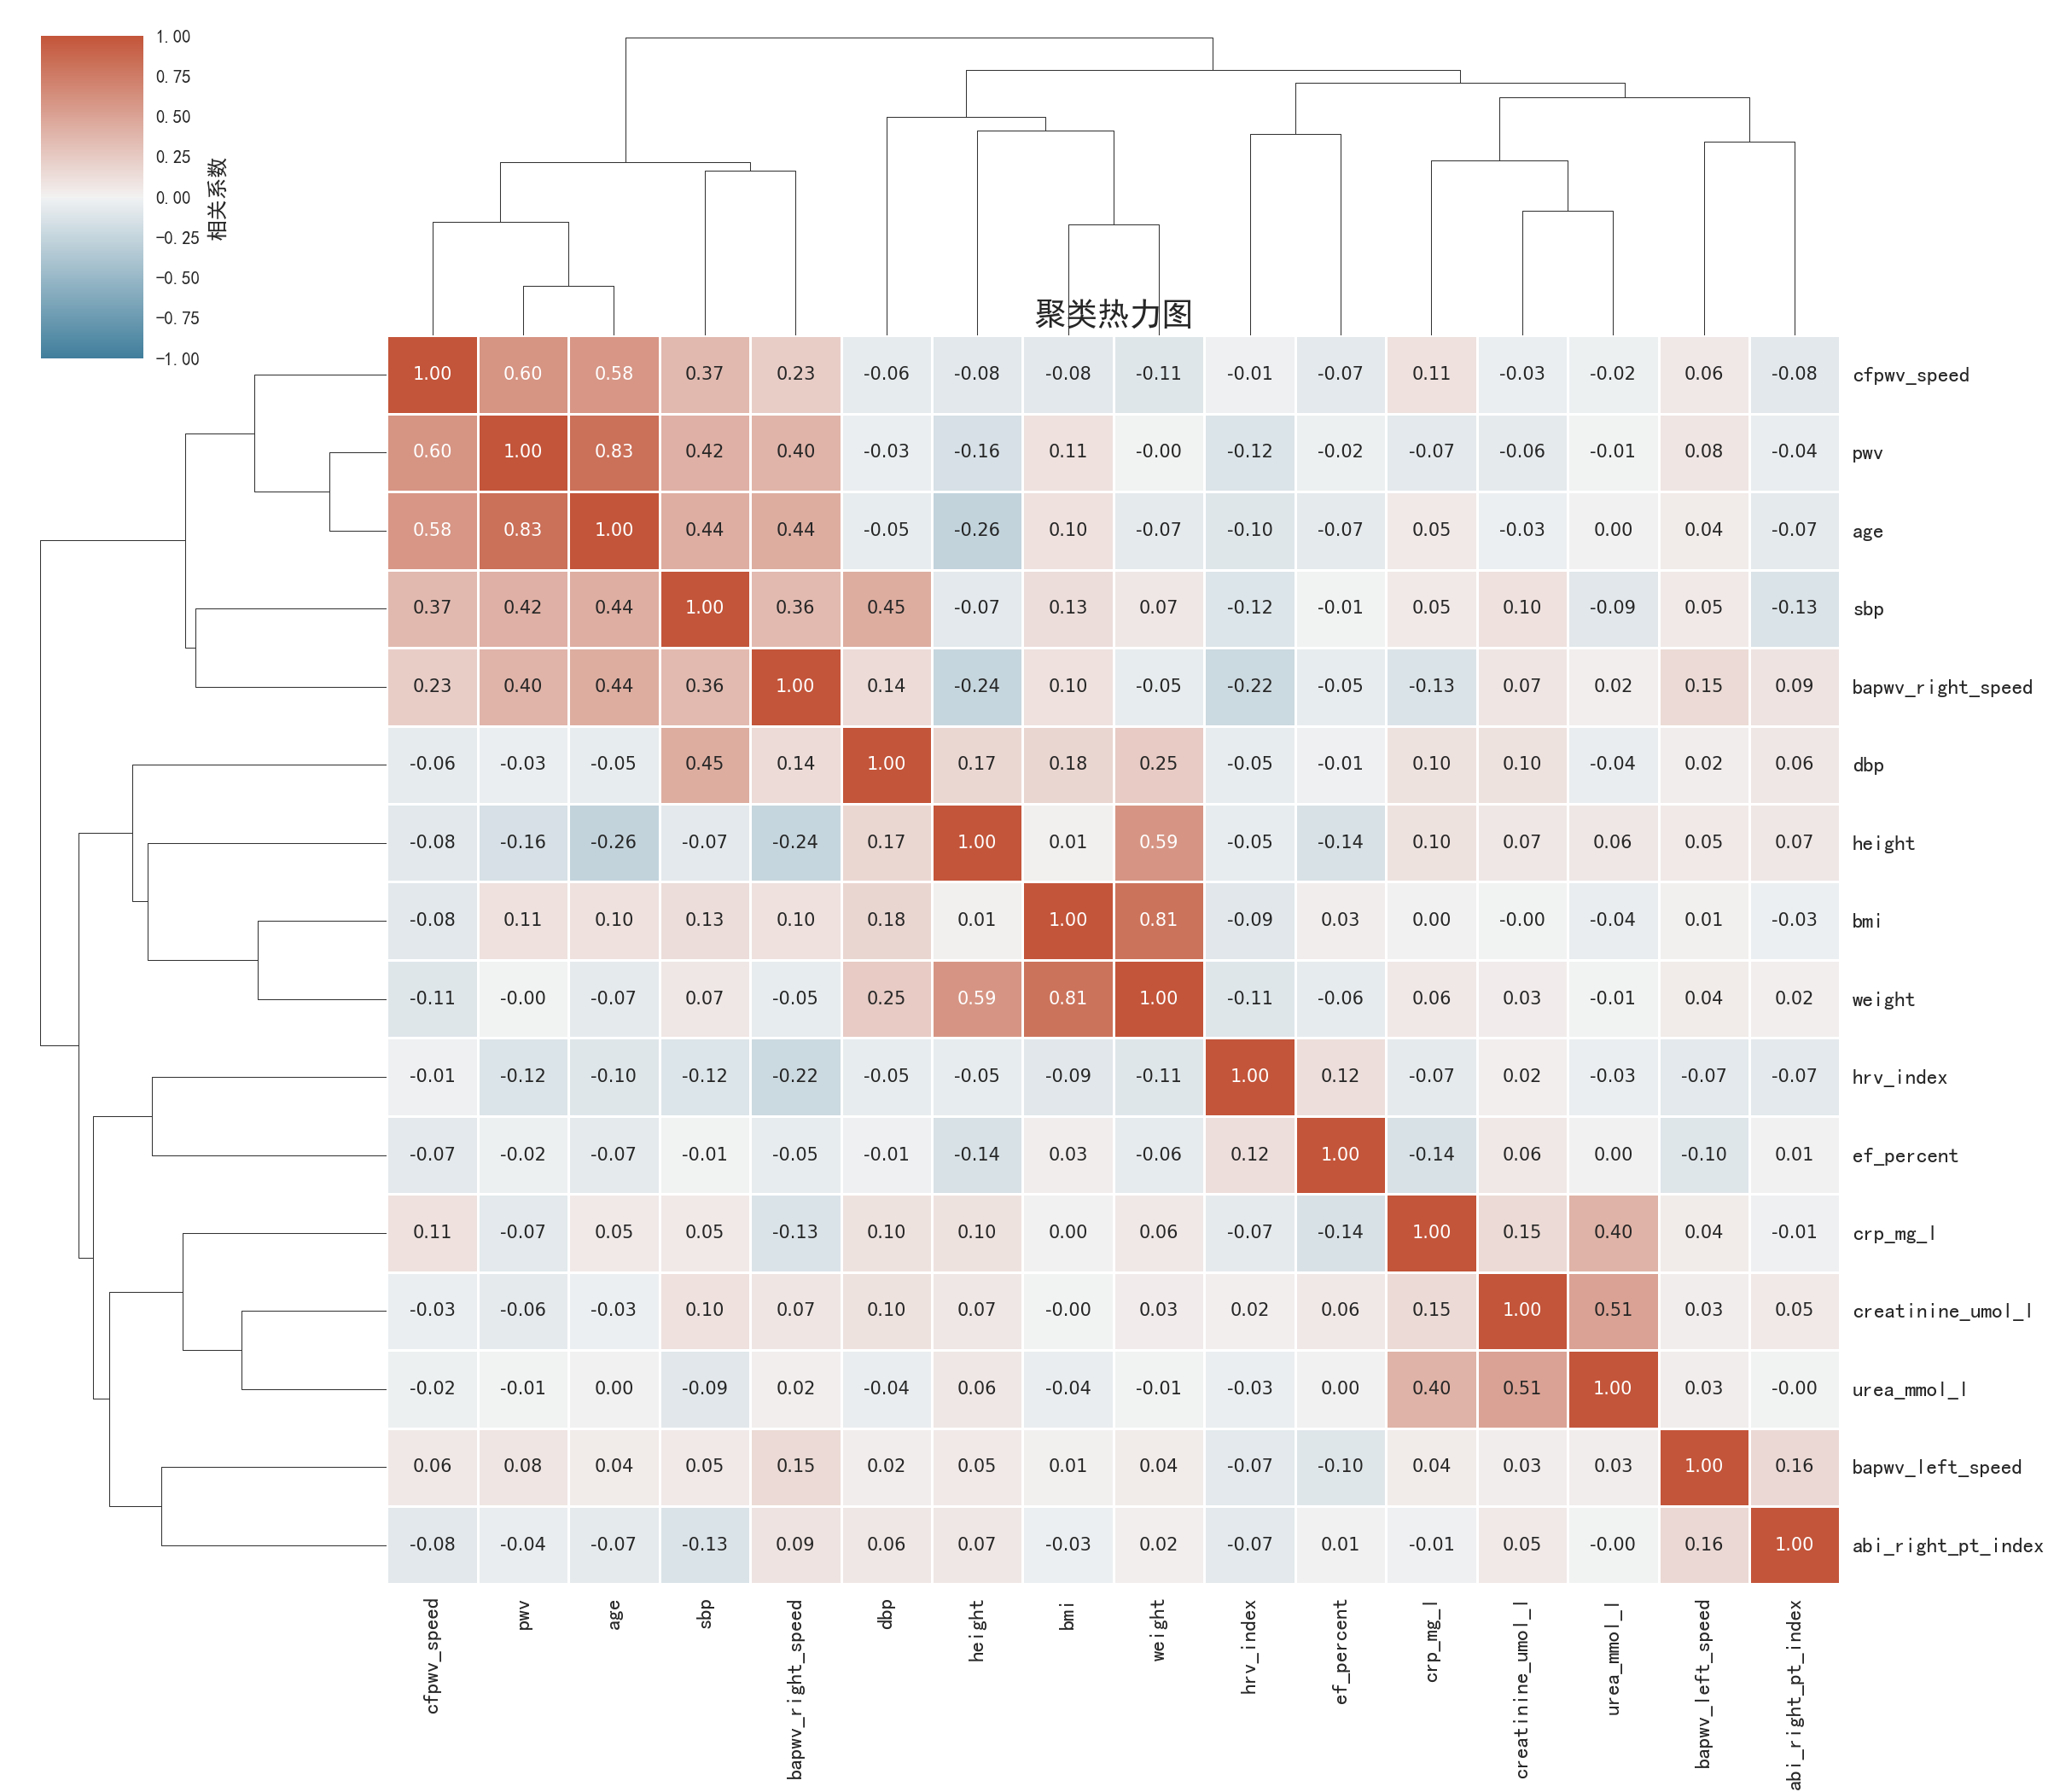 1.00
0.75
0.50
0.25
0.00
-0.25
-0.50
-0.75
-1.00
相关系数
聚类热力图
1.00 0.60 0.58 0.37 0.23 -0.06 -0.08 -0.08 -0.11 -0.01 -0.07 0.11 -0.03 -0.02 0.06 -0.08 cfpwv_speed
0.60 1.00 0.83 0.42 0.40 -0.03 -0.16 0.11 -0.00 -0.12 -0.02 -0.07 -0.06 -0.01 0.08 -0.04 pwv
0.58 0.83 1.00 0.44 0.44 -0.05 -0.26 0.10 -0.07 -0.10 -0.07 0.05 -0.03 0.00 0.04 -0.07 age
0.37 0.42 0.44 1.00 0.36 0.45 -0.07 0.13 0.07 -0.12 -0.01 0.05 0.10 -0.09 0.05 -0.13 sbp
0.23 0.40 0.44 0.36 1.00 0.14 -0.24 0.10 -0.05 -0.22 -0.05 -0.13 0.07 0.02 0.15 0.09 bapwv_right_speed
-0.06 -0.03 -0.05 0.45 0.14 1.00 0.17 0.18 0.25 -0.05 -0.01 0.10 0.10 -0.04 0.02 0.06 dbp
-0.08 -0.16 -0.26 -0.07 -0.24 0.17 1.00 0.01 0.59 -0.05 -0.14 0.10 0.07 0.06 0.05 0.07 height
-0.08 0.11 0.10 0.13 0.10 0.18 0.01 1.00 0.81 -0.09 0.03 0.00 -0.00 -0.04 0.01 -0.03 bmi
-0.11 -0.00 -0.07 0.07 -0.05 0.25 0.59 0.81 1.00 -0.11 -0.06 0.06 0.03 -0.01 0.04 0.02 weight
-0.01 -0.12 -0.10 -0.12 -0.22 -0.05 -0.05 -0.09 -0.11 1.00 0.12 -0.07 0.02 -0.03 -0.07 -0.07 hrv_index
-0.07 -0.02 -0.07 -0.01 -0.05 -0.01 -0.14 0.03 -0.06 0.12 1.00 -0.14 0.06 0.00 -0.10 0.01 ef_percent
0.11 -0.07 0.05 0.05 -0.13 0.10 0.10 0.00 0.06 -0.07 -0.14 1.00 0.15 0.40 0.04 -0.01 crp_mg_l
-0.03 -0.06 -0.03 0.10 0.07 0.10 0.07 -0.00 0.03 0.02 0.06 0.15 1.00 0.51 0.03 0.05 creatinine_umol_l
-0.02 -0.01 0.00 -0.09 0.02 -0.04 0.06 -0.04 -0.01 -0.03 0.00 0.40 0.51 1.00 0.03 -0.00 urea_mmol_l
0.06 0.08 0.04 0.05 0.15 0.02 0.05 0.01 0.04 -0.07 -0.10 0.04 0.03 0.03 1.00 0.16 bapwv_left_speed
-0.08 -0.04 -0.07 -0.13 0.09 0.06 0.07 -0.03 0.02 -0.07 0.01 -0.01 0.05 -0.00 0.16 1.00 abi_right_pt_index
cfpwv_speed
pwv
age
sbp
bapwv_right_speed
dbp
height
bmi
weight
hrv_index
ef_percent
crp_mg_l
creatinine_umol_l
urea_mmol_l
bapwv_left_speed
abi_right_pt_index